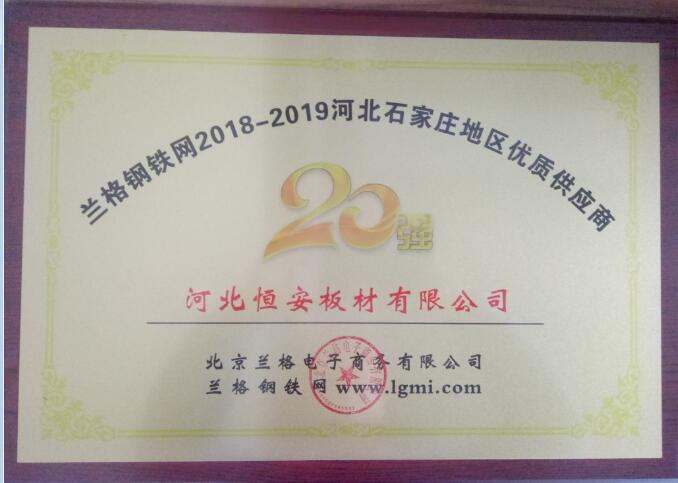 兰格钢铁网2018-2019河北石家庄地区优质供应商
20强
河北恒安板材有限公司
北京兰格电子商务有限公司
兰格钢铁网www.lgmi.com